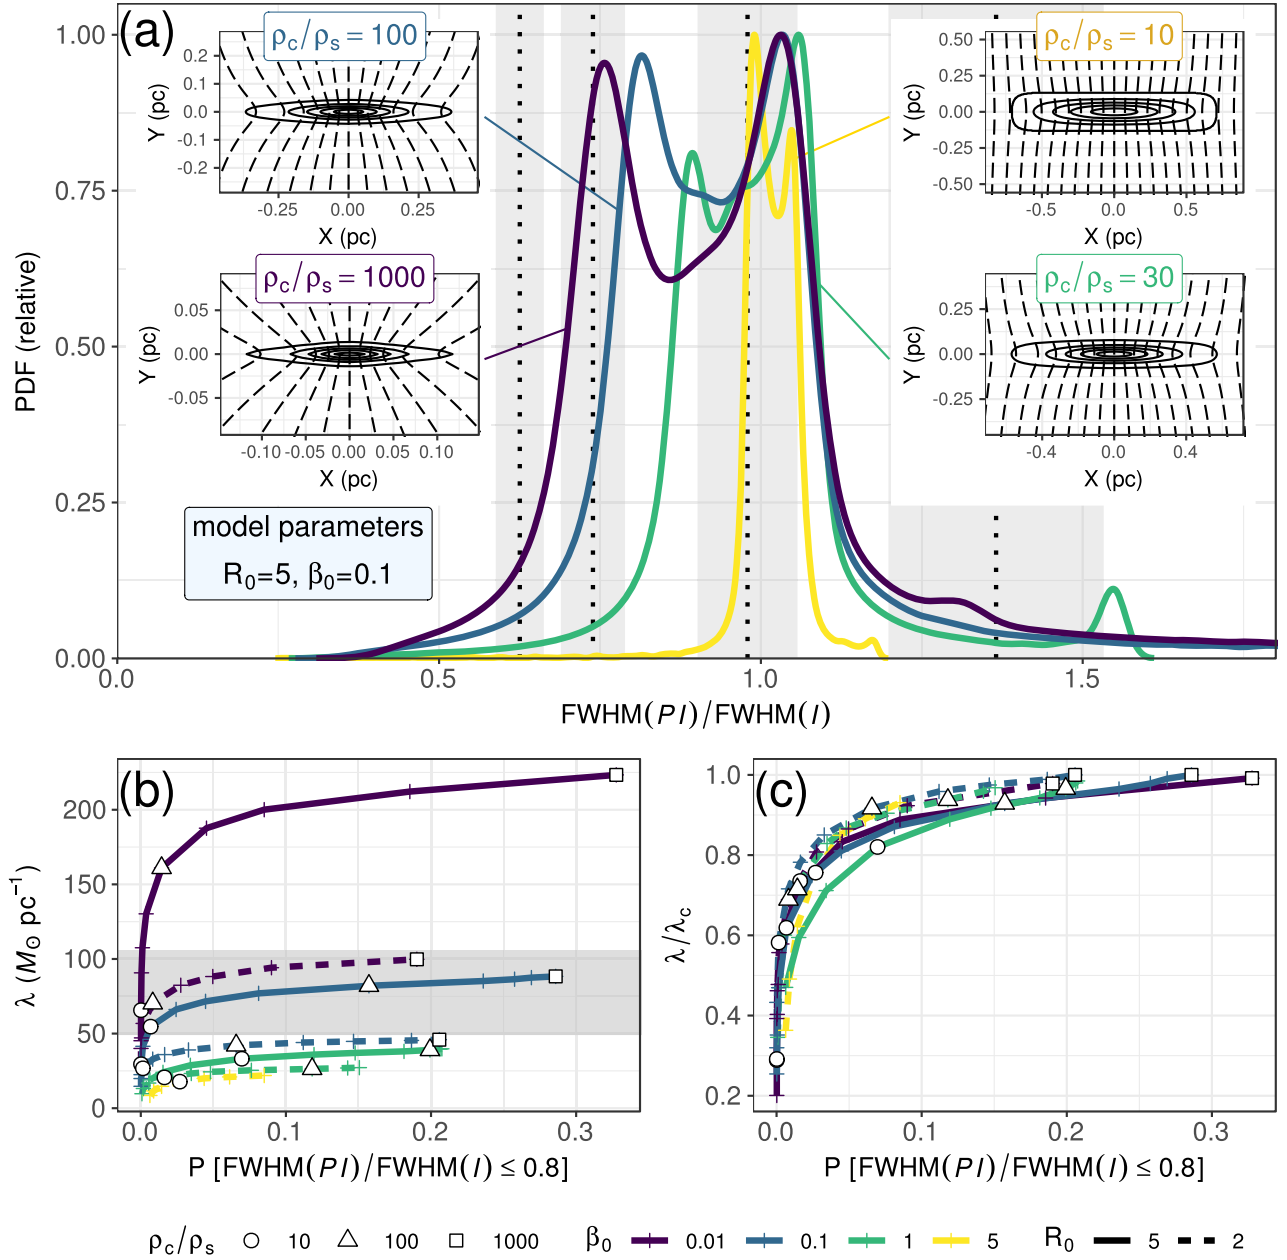 (a)
PDF (relative)
1.00
0.75
0.50
0.25
0.00
ρc/ρs = 100
Y (pc)
0.2
0.1
0.0
-0.1
-0.2
-0.25 0.00 0.25
X (pc)
ρc/ρs = 10
Y (pc)
0.50
0.25
0.00
-0.25
-0.50
-0.5 0.0 0.5
X (pc)
ρc/ρs = 1000
Y (pc)
0.05
0.00
-0.05
-0.10 -0.05 0.00 0.05 0.10
X (pc)
ρc/ρs = 30
Y (pc)
0.25
0.00
-0.25
-0.4 0.0 0.4
X (pc)
model parameters
R0=5, β0=0.1
0.0 0.5 1.0 1.5
FWHM(PI)/FWHM(I)
(b)
λ (M⊙ pc−1)
200
150
100
50
0
0.0 0.1 0.2 0.3
P [FWHM(PI)/FWHM(I) ≤ 0.8]
(c)
λ/λc
1.0
0.8
0.6
0.4
0.2
0.0 0.1 0.2 0.3
P [FWHM(PI)/FWHM(I) ≤ 0.8]
ρc/ρs 10 100 1000 β0 0.01 0.1 1 5 R0 5 2